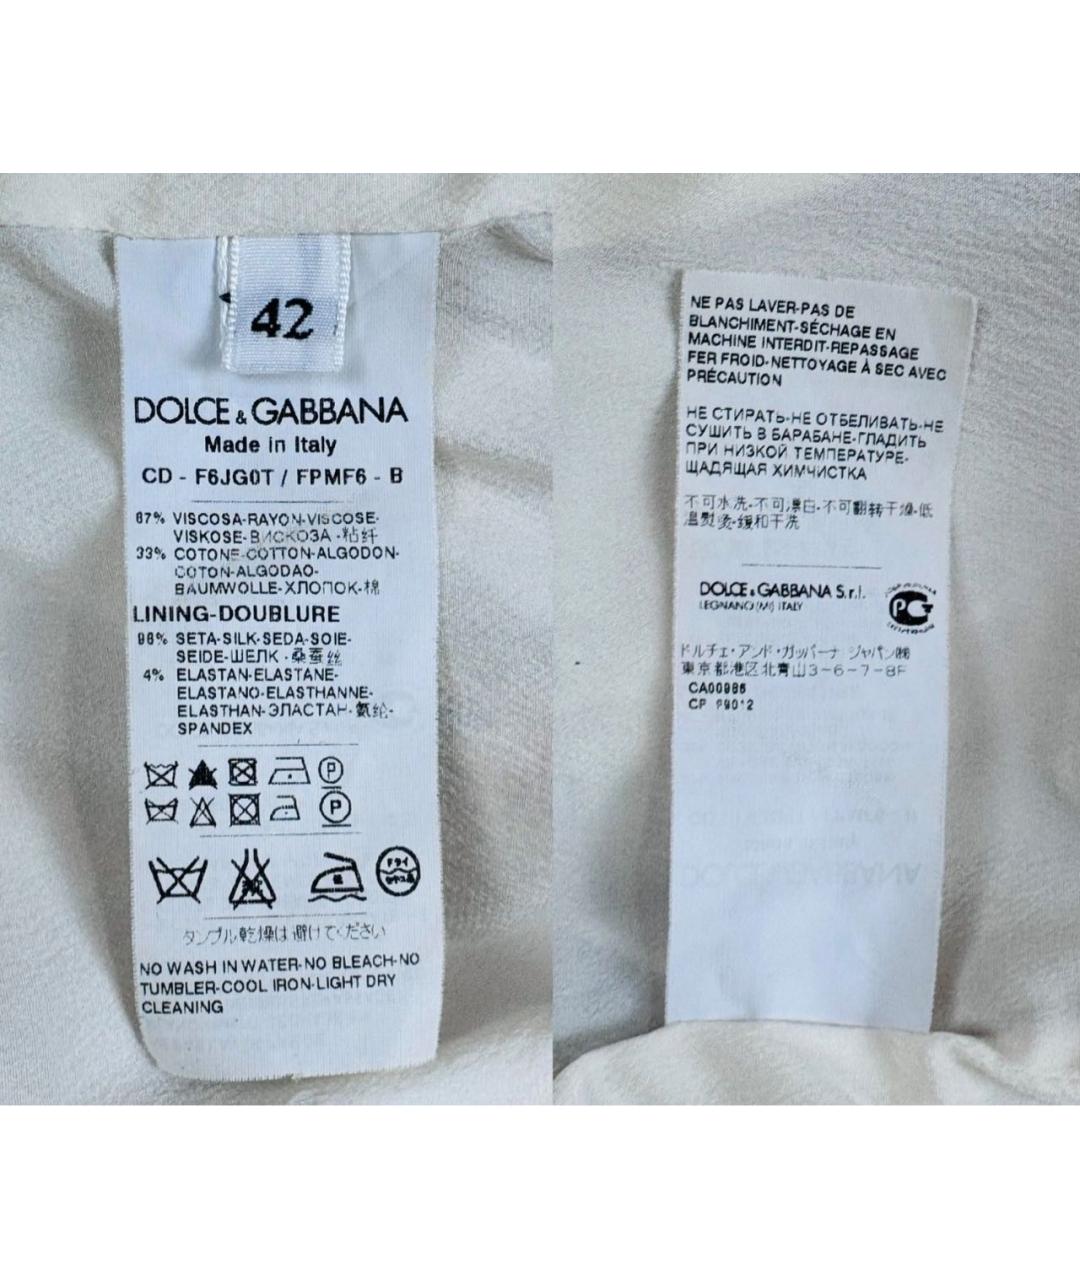 42
DOLCE & GABBANA
Made in Italy
CD - F6JG0T / FPMF6 - B
67% VISCOSA-RAYON-VISCOSE-
VISKOSE-ВИСКОЗА-粘纤
33% COTONE-COTTON-ALGODON-
COTON-ALGODAO-
BAUMWOLLE-ХЛОПОК-棉
LINING-DOUBLURE
96% SETA-SILK-SEDA-SOIE-
SEIDE-ШЕЛК-桑蚕丝
4% ELASTAN-ELASTANE-
ELASTANO-ELASTHANNE-
ELASTHAN-ЭЛАСТАН-氨纶-
SPANDEX
P
P
ドライ
セキユ系
タンブル乾燥は避けてください
NO WASH IN WATER-NO BLEACH-NO
TUMBLER-COOL IRON-LIGHT DRY
CLEANING
NE PAS LAVER-PAS DE
BLANCHIMENT-SÉCHAGE EN
MACHINE INTERDIT-REPASSAGE
FER FROID-NETTOYAGE À SEC AVEC
PRÉCAUTION
НЕ СТИРАТЬ-НЕ ОТБЕЛИВАТЬ-НЕ
СУШИТЬ В БАРАБАНЕ-ГЛАДИТЬ
ПРИ НИЗКОЙ ТЕМПЕРАТУРЕ-
ЩАДЯЩАЯ ХИМЧИСТКА
不可水洗-不可漂白-不可翻转干燥-低
温熨烫-缓和干洗
DOLCE & GABBANA S.r.l.
LEGNANO (MI) ITALY
ドルチェ・アンド・ガッバーナ ジャパン㈱
東京都港区北青山3-6-7-8F
CA00986
CP